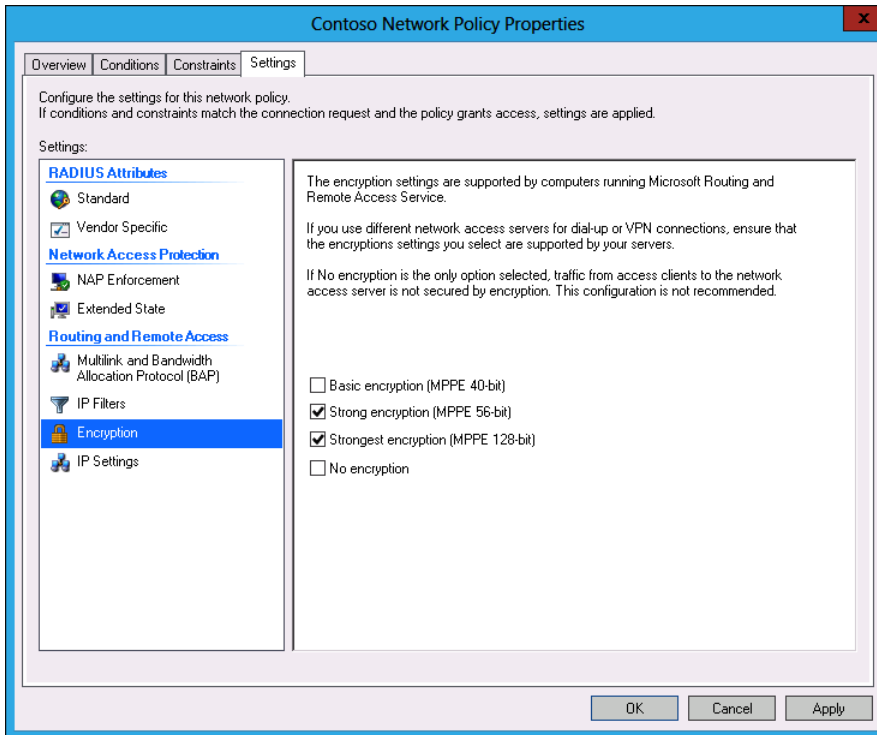 Contoso Network Policy Properties
x
Overview
Conditions
Constraints
Settings
Configure the settings for this network policy.
If conditions and constraints match the connection request and the policy grants access, settings are applied.
Settings:
RADIUS Attributes
Standard
Vendor Specific
Network Access Protection
NAP Enforcement
Extended State
Routing and Remote Access
Multilink and Bandwidth
Allocation Protocol (BAP)
IP Filters
Encryption
IP Settings
The encryption settings are supported by computers running Microsoft Routing and
Remote Access Service.
If you use different network access servers for dial-up or VPN connections, ensure that
the encryptions settings you select are supported by your servers.
If No encryption is the only option selected, traffic from access clients to the network
access server is not secured by encryption. This configuration is not recommended.
Basic encryption (MPPE 40-bit)
Strong encryption (MPPE 56-bit)
Strongest encryption (MPPE 128-bit)
No encryption
OK
Cancel
Apply